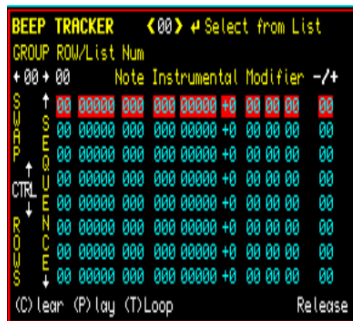 BEEP TRACKER ❮00❯ ↵ Select from List
GROUP ROW/List Num
←00→ 00 Note Instrumental Modifier -/+
00 00000 000 000 00000 +0 00 00 00 00
00 00000 000 000 00000 +0 00 00 00 00
00 00000 000 000 00000 +0 00 00 00 00
00 00000 000 000 00000 +0 00 00 00 00
00 00000 000 000 00000 +0 00 00 00 00
00 00000 000 000 00000 +0 00 00 00 00
00 00000 000 000 00000 +0 00 00 00 00
00 00000 000 000 00000 +0 00 00 00 00
00 00000 000 000 00000 +0 00 00 00 00
00 00000 000 000 00000 +0 00 00 00 00
SWAP
↑
CTRL
↓
ROWS
↑
SEQUENCE
↓
(C)lear (P)lay (T)Loop Release